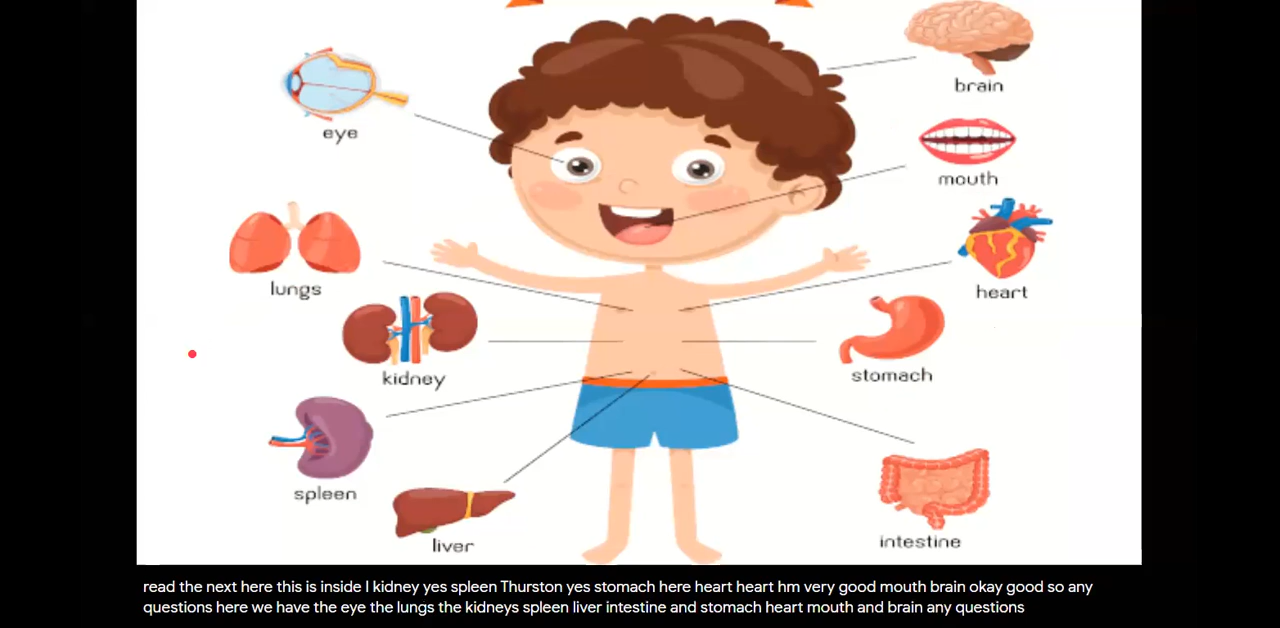 brain
eye
mouth
lungs
heart
kidney
stomach
spleen
liver
intestine
read the next here this is inside I kidney yes spleen Thurston yes stomach here heart heart hm very good mouth brain okay good so any
questions here we have the eye the lungs the kidneys spleen liver intestine and stomach heart mouth and brain any questions